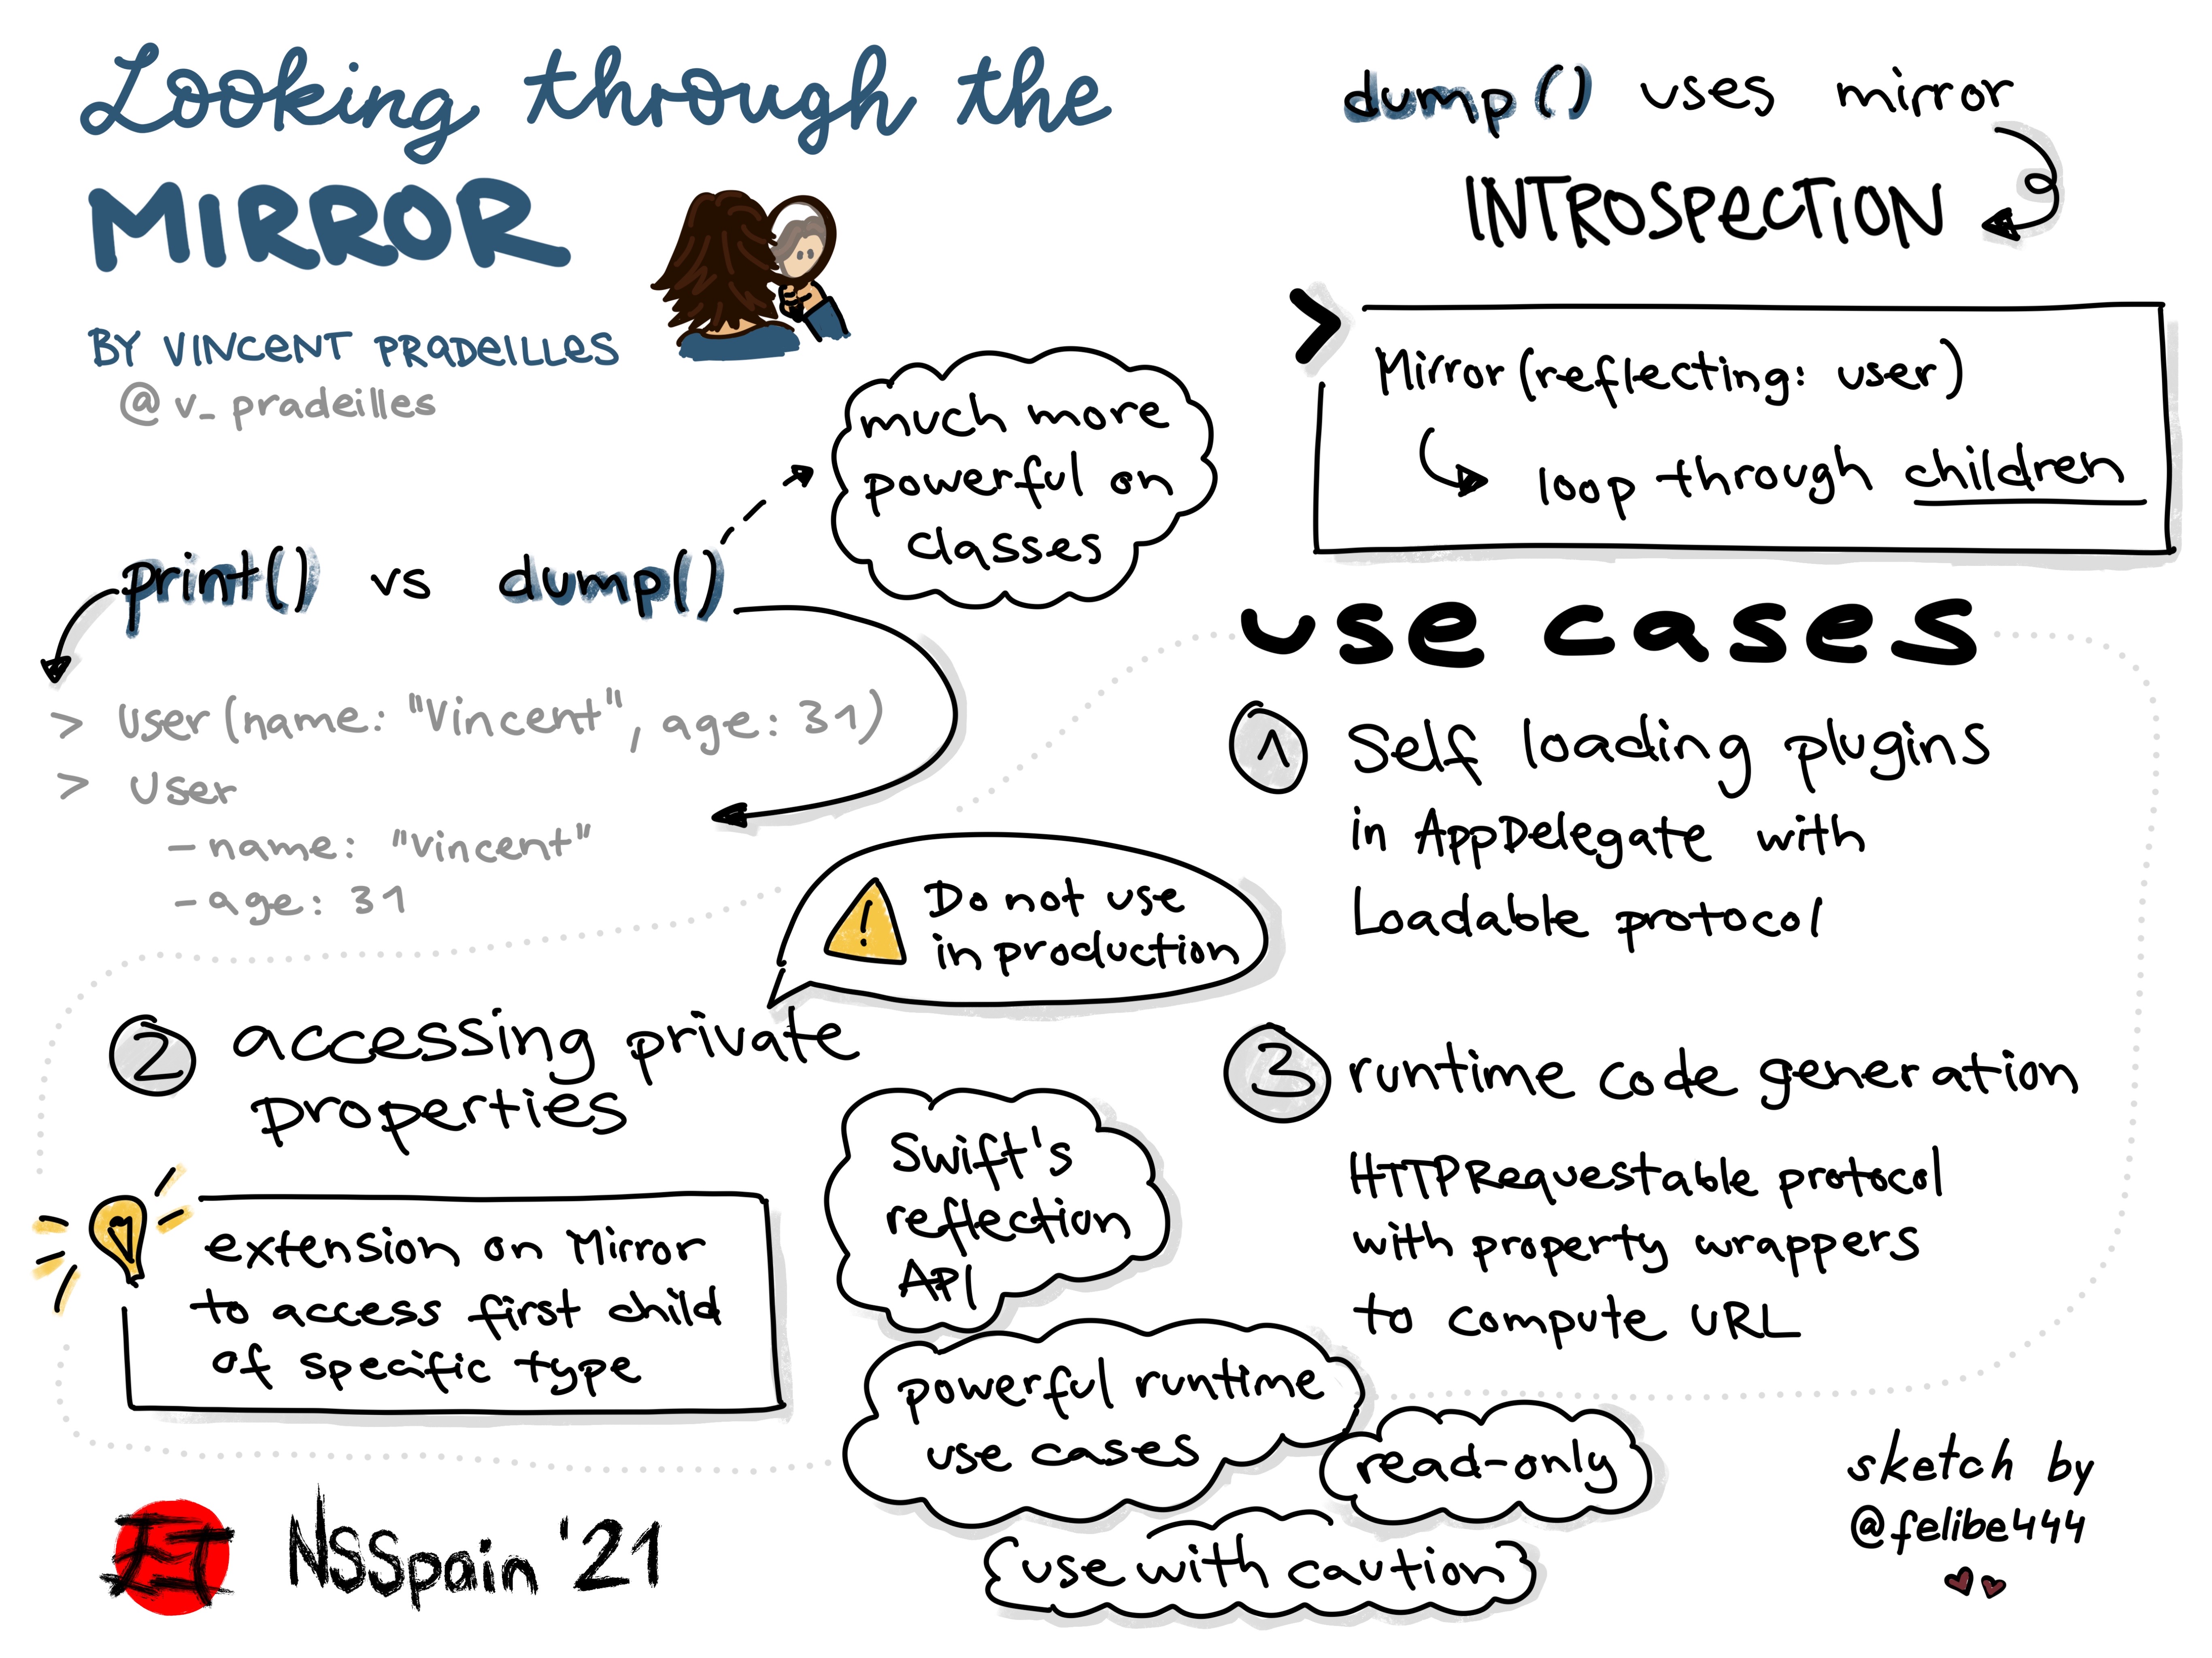 Looking through the
MIRROR
BY VINCENT PRADEILLES
@v_pradeilles
print() vs dump()
much more
powerful on
classes
> User(name: "Vincent", age: 31)
> User
- name: "Vincent"
- age: 31
dump() uses mirror
INTROSPECTION
>
Mirror(reflecting: user)
loop through children
use cases
1 Self loading plugins
in AppDelegate with
Loadable protocol
! Do not use
in production
2 accessing private
properties
extension on Mirror
to access first child
of specific type
3 runtime code generation
HTTPRequestable protocol
with property wrappers
to compute URL
Swift's
reflection
API
powerful runtime
use cases
read-only
{use with caution}
NSSpain '21
sketch by
@felibe444